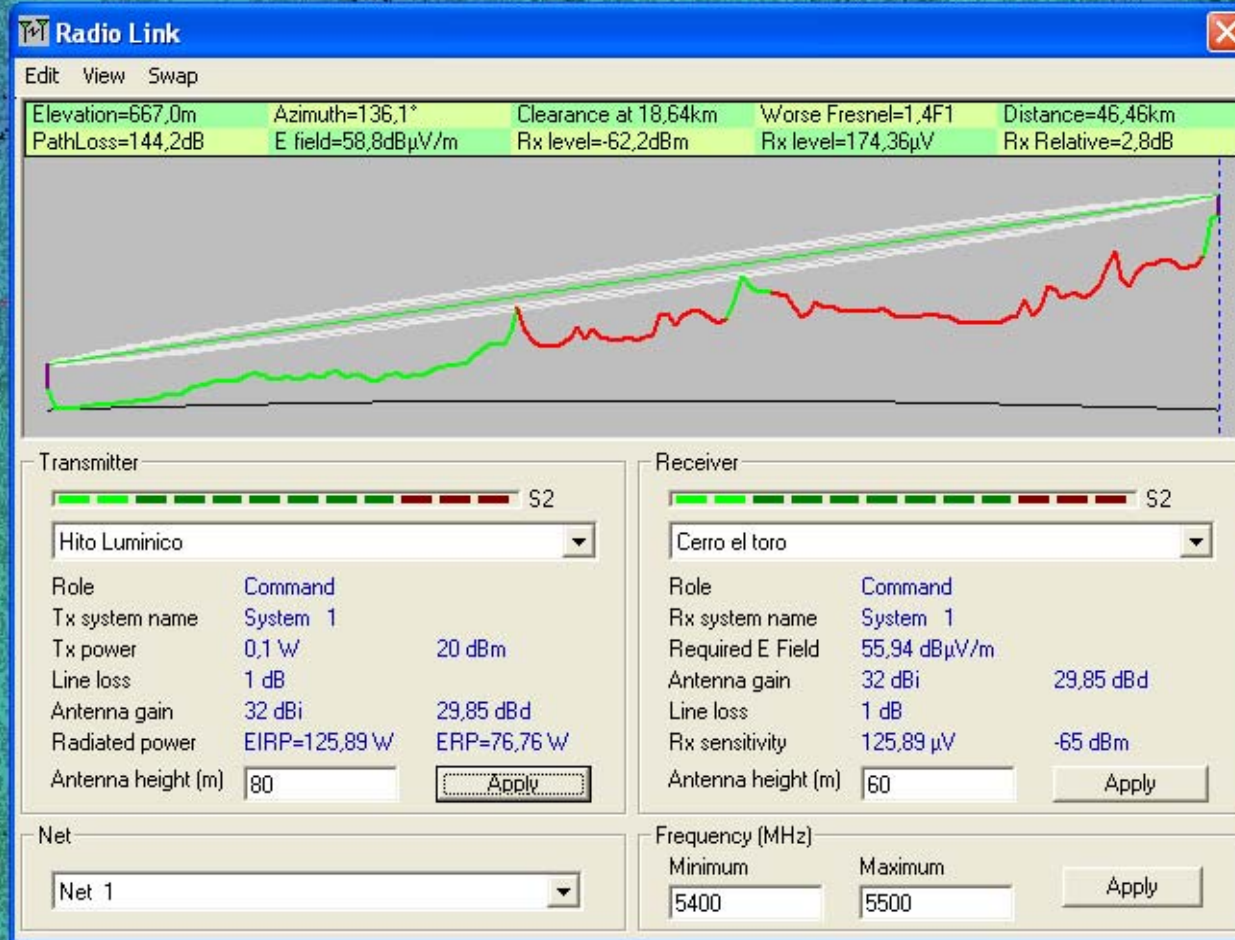 Radio Link
Edit View Swap
Elevation=667,0m Azimuth=136,1° Clearance at 18,64km Worse Fresnel=1,4F1 Distance=46,46km
PathLoss=144,2dB E field=58,8dBµV/m Rx level=-62,2dBm Rx level=174,36µV Rx Relative=2,8dB
Transmitter
S2
Hito Luminico
Role Command
Tx system name System 1
Tx power 0,1 W 20 dBm
Line loss 1 dB
Antenna gain 32 dBi 29,85 dBd
Radiated power EIRP=125,89 W ERP=76,76 W
Antenna height (m) 80 Apply
Receiver
S2
Cerro el toro
Role Command
Rx system name System 1
Required E Field 55,94 dBµV/m
Antenna gain 32 dBi 29,85 dBd
Line loss 1 dB
Rx sensitivity 125,89 µV -65 dBm
Antenna height (m) 60 Apply
Net
Net 1
Frequency (MHz)
Minimum Maximum
5400 5500 Apply